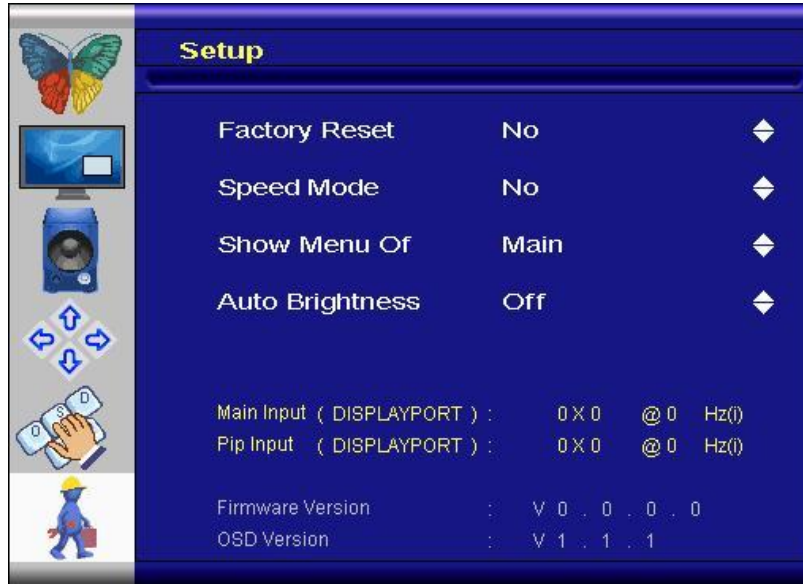 Setup
Factory Reset No
Speed Mode No
Show Menu Of Main
Auto Brightness Off
O S D
Main Input ( DISPLAYPORT ) : 0 X 0 @ 0 Hz(i)
Pip Input ( DISPLAYPORT ) : 0 X 0 @ 0 Hz(i)
Firmware Version : V 0 . 0 . 0 . 0
OSD Version : V 1 . 1 . 1